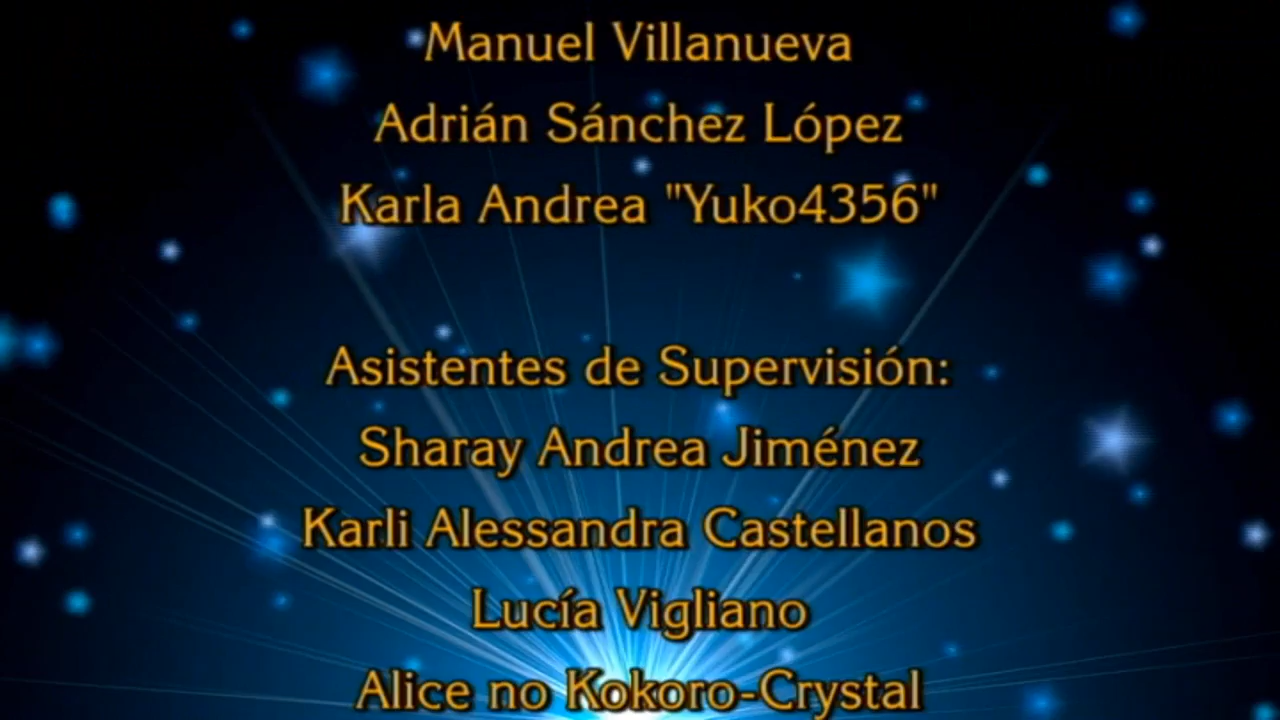 Manuel Villanueva
Adrián Sánchez López
Karla Andrea "Yuko4356"
Asistentes de Supervisión:
Sharay Andrea Jiménez
Karli Alessandra Castellanos
Lucía Vigliano
Alice no Kokoro-Crystal